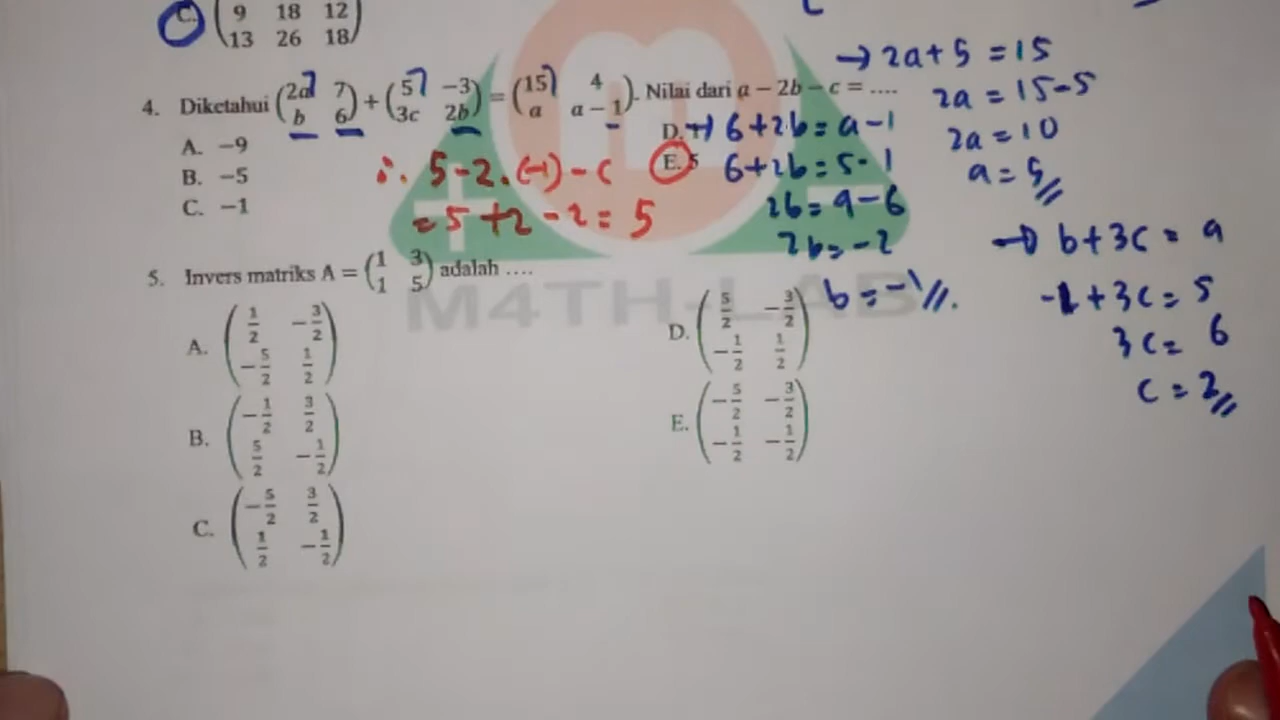 C. (9 18 12
13 26 18)
4. Diketahui (2a 7 b 6) + (5 -3 3c 2b) = (15 4 a a - 1). Nilai dari a - 2b - c = ....
A. -9
B. -5
C. -1
D.
E. 5
→ 2a + 5 = 15
2a = 15-5
2a = 10
a = 5
→ 6+2b = a-1
6+2b = 5-1
2b = 4-6
2b = -2
b = -1
→ b+3c = a
-1+3c = 5
3c = 6
c = 2
∴ 5-2.(-1)-c
= 5+2-2 = 5
5. Invers matriks A = (1 3 1 5) adalah ....
A. (1/2 -3/2 -5/2 1/2)
B. (-1/2 3/2 5/2 -1/2)
C. (-5/2 3/2 1/2 -1/2)
D. (5/2 -3/2 -1/2 1/2)
E. (-5/2 -3/2 -1/2 -1/2)
M4TH-LAB